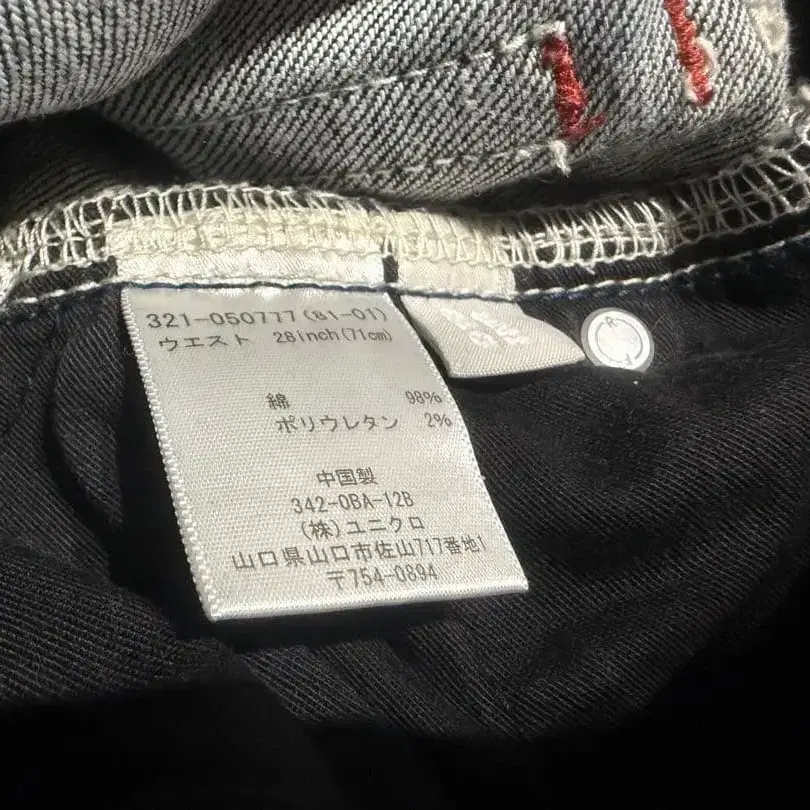 321-050777(81-01)
ウエスト 28inch(71cm)
綿 98%
ポリウレタン 2%
中国製
342-0BA-12B
(株)ユニクロ
山口県山口市佐山717番地1
〒754-0894